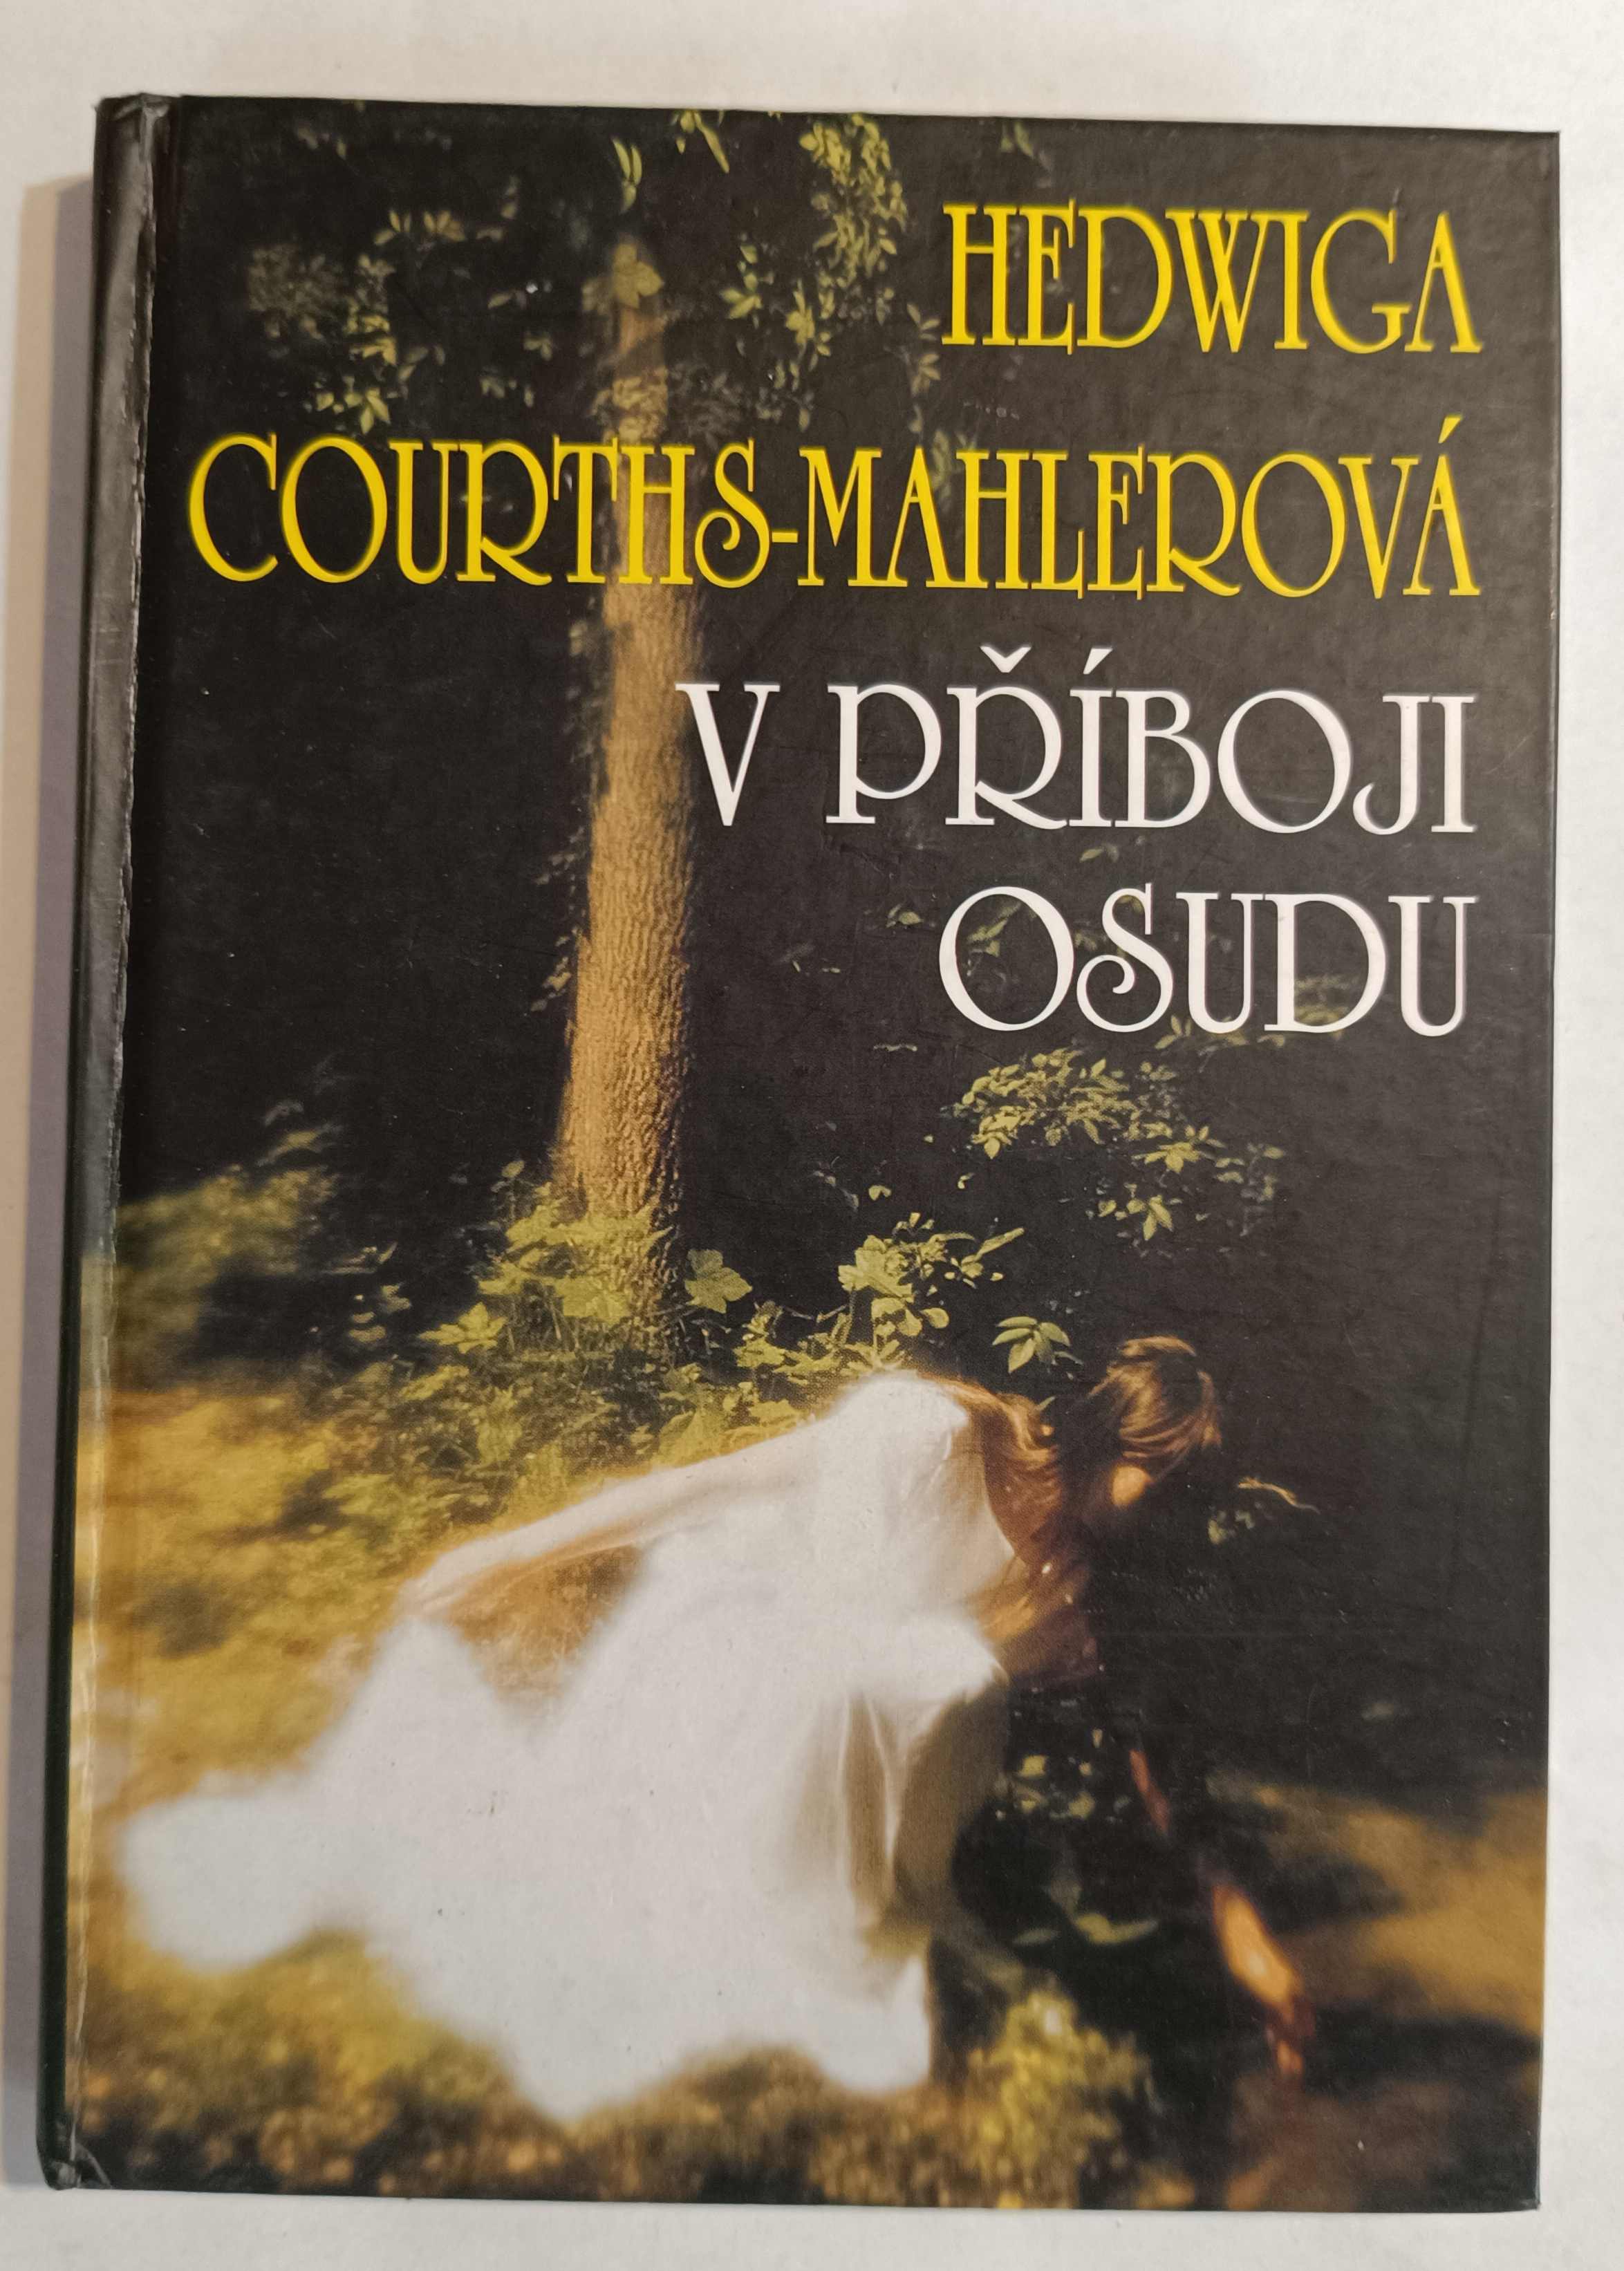 HEDWIGA
COURTHS-MAHLEROVÁ
V PŘÍBOJI
OSUDU